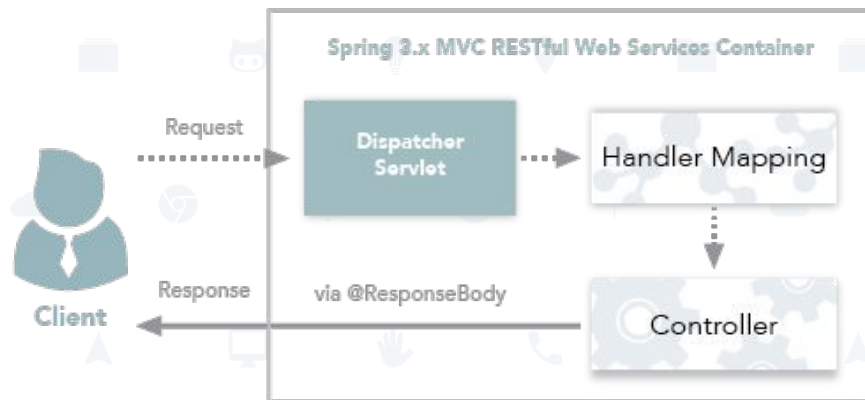 Spring 3.x MVC RESTful Web Services Container
Request
Dispatcher
Servlet
Handler Mapping
Response
via @ResponseBody
Client
Controller